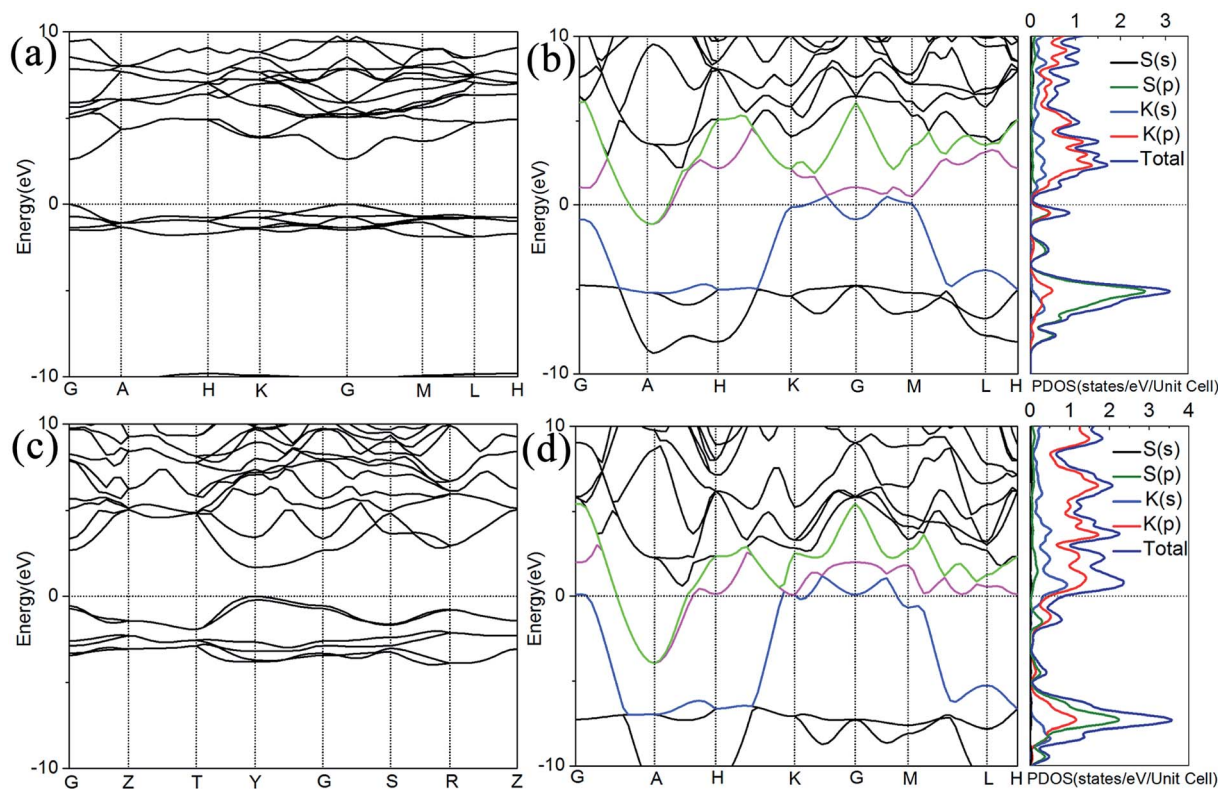 (a)
10
0
-10
Energy(eV)
G A H K G M L H
(b)
10
0
-10
Energy(eV)
G A H K G M L H
0 1 2 3
S(s)
S(p)
K(s)
K(p)
Total
PDOS(states/eV/Unit Cell)
(c)
10
0
-10
Energy(eV)
G Z T Y G S R Z
(d)
10
0
-10
Energy(eV)
G A H K G M L H
0 1 2 3 4
S(s)
S(p)
K(s)
K(p)
Total
PDOS(states/eV/Unit Cell)